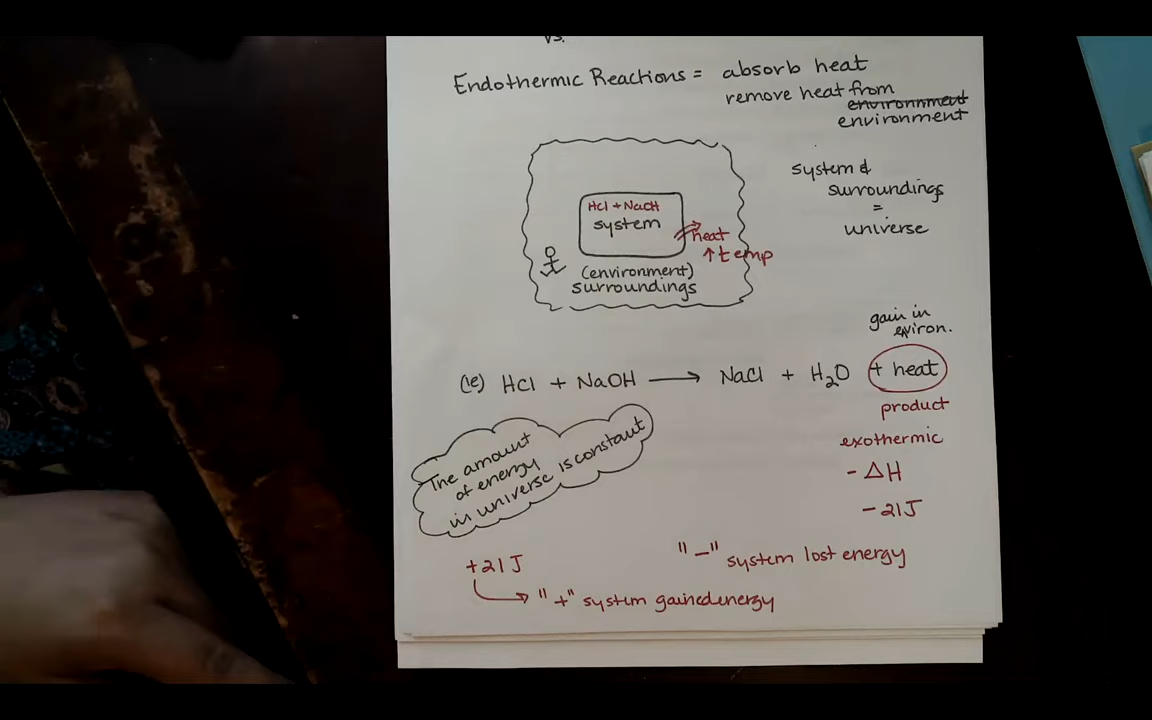 vs.
Endothermic Reactions = absorb heat
remove heat from
environment
environment
system &
surroundings
=
universe
HCl + NaOH
system
heat
↑temp
(environment)
surroundings
gain in
environ.
(ie) HCl + NaOH → NaCl + H₂O + heat
product
exothermic
- ΔH
- 21J
The amount
of energy
in universe is constant
+21J
"-" system lost energy
"+" system gained energy